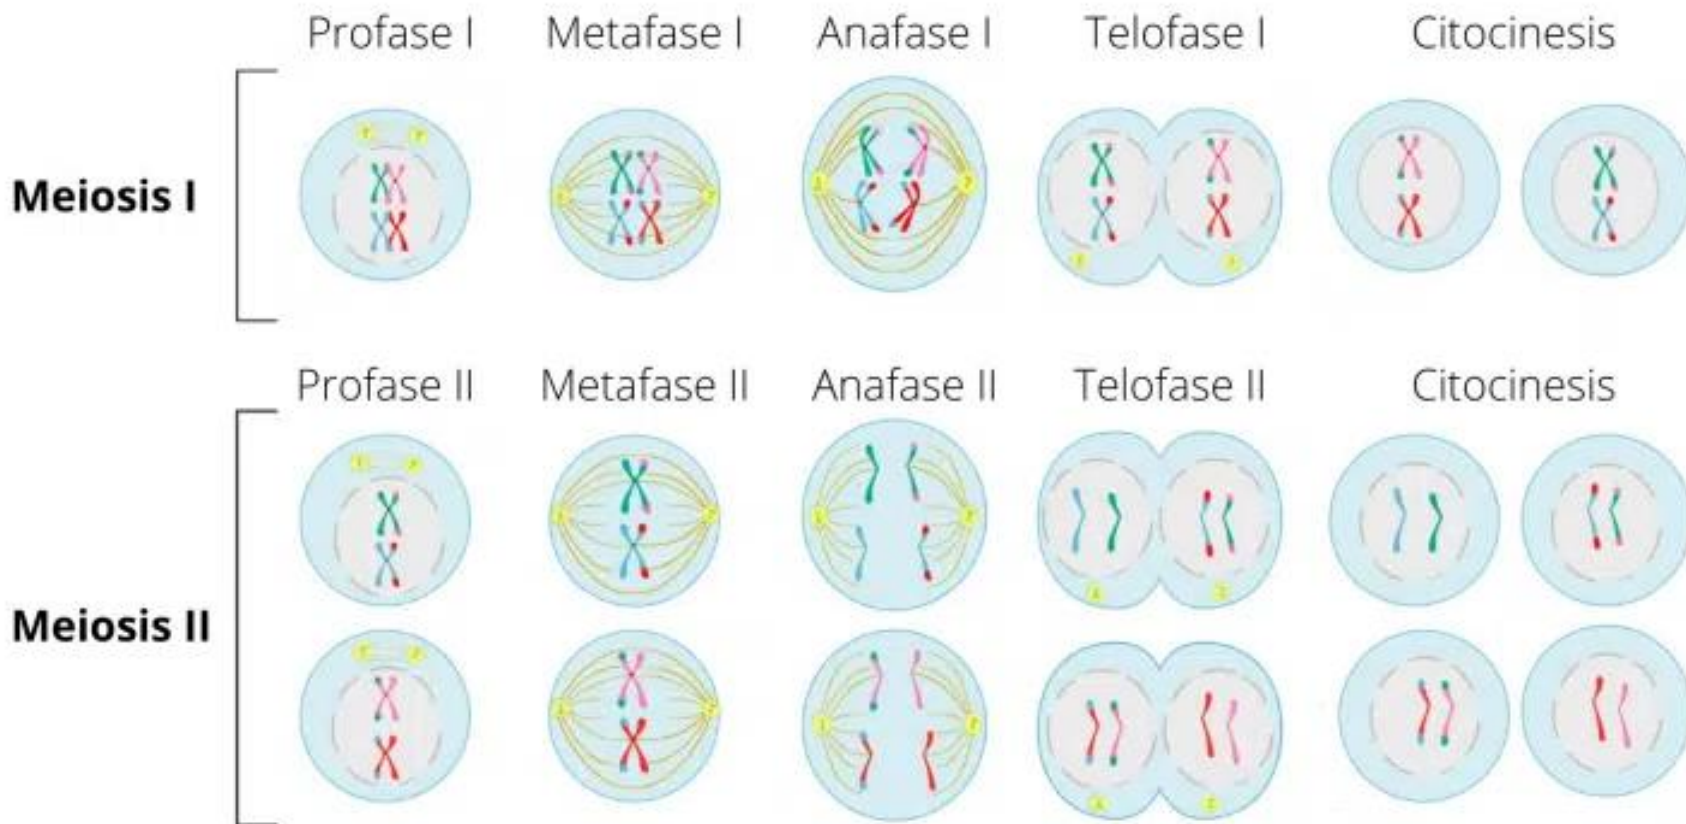 Profase I
Metafase I
Anafase I
Telofase I
Citocinesis
Meiosis I
Profase II
Metafase II
Anafase II
Telofase II
Citocinesis
Meiosis II